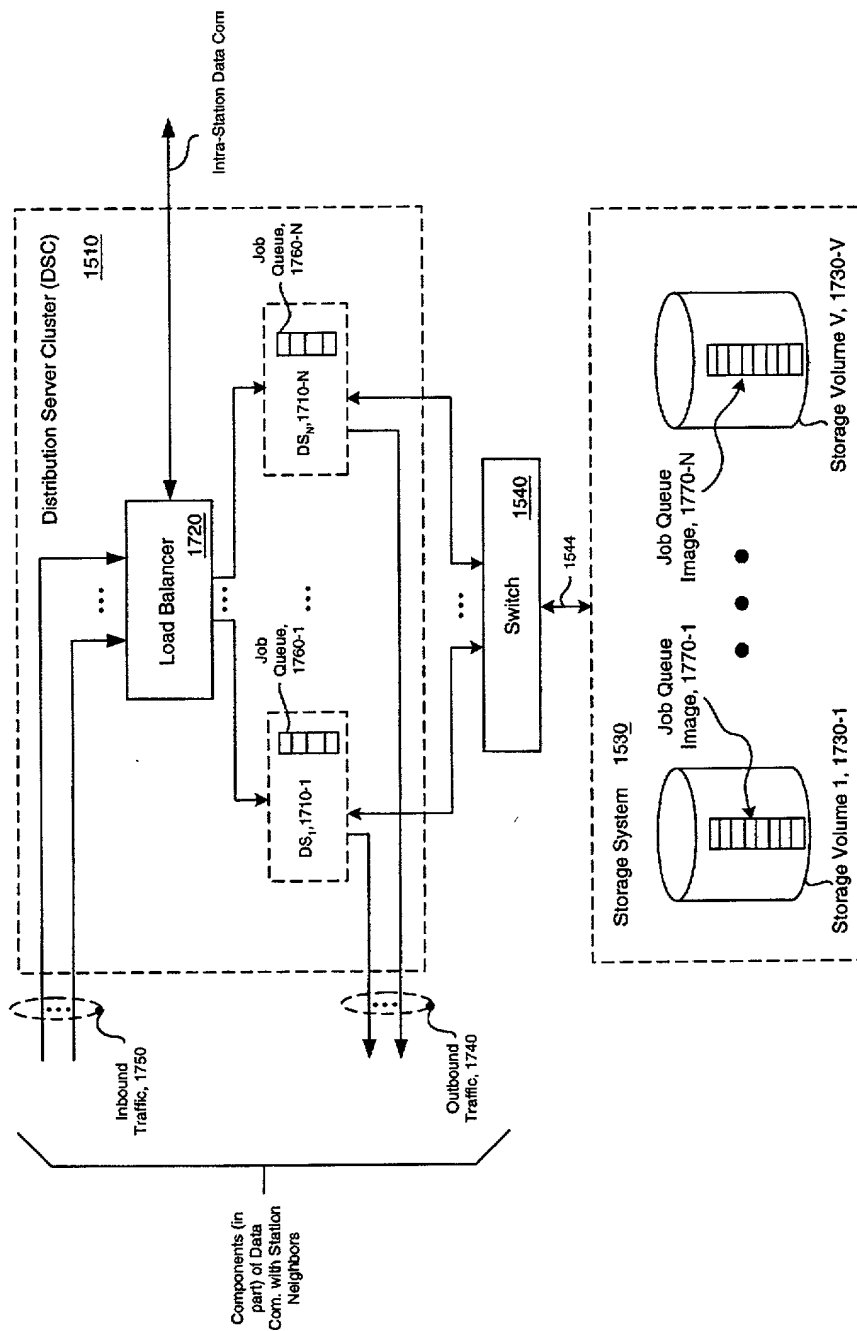 Intra-Station Data Com
Distribution Server Cluster (DSC)
1510
Load Balancer
1720
Job
Queue,
1760-N
DS_N, 1710-N
Job
Queue,
1760-1
DS_1, 1710-1
Inbound
Traffic, 1750
Outbound
Traffic, 1740
Components (in
part) of Data
Com. with Station
Neighbors
Switch
1540
1544
Storage System 1530
Job Queue
Image, 1770-1
Job Queue
Image, 1770-N
Storage Volume 1, 1730-1
Storage Volume V, 1730-V